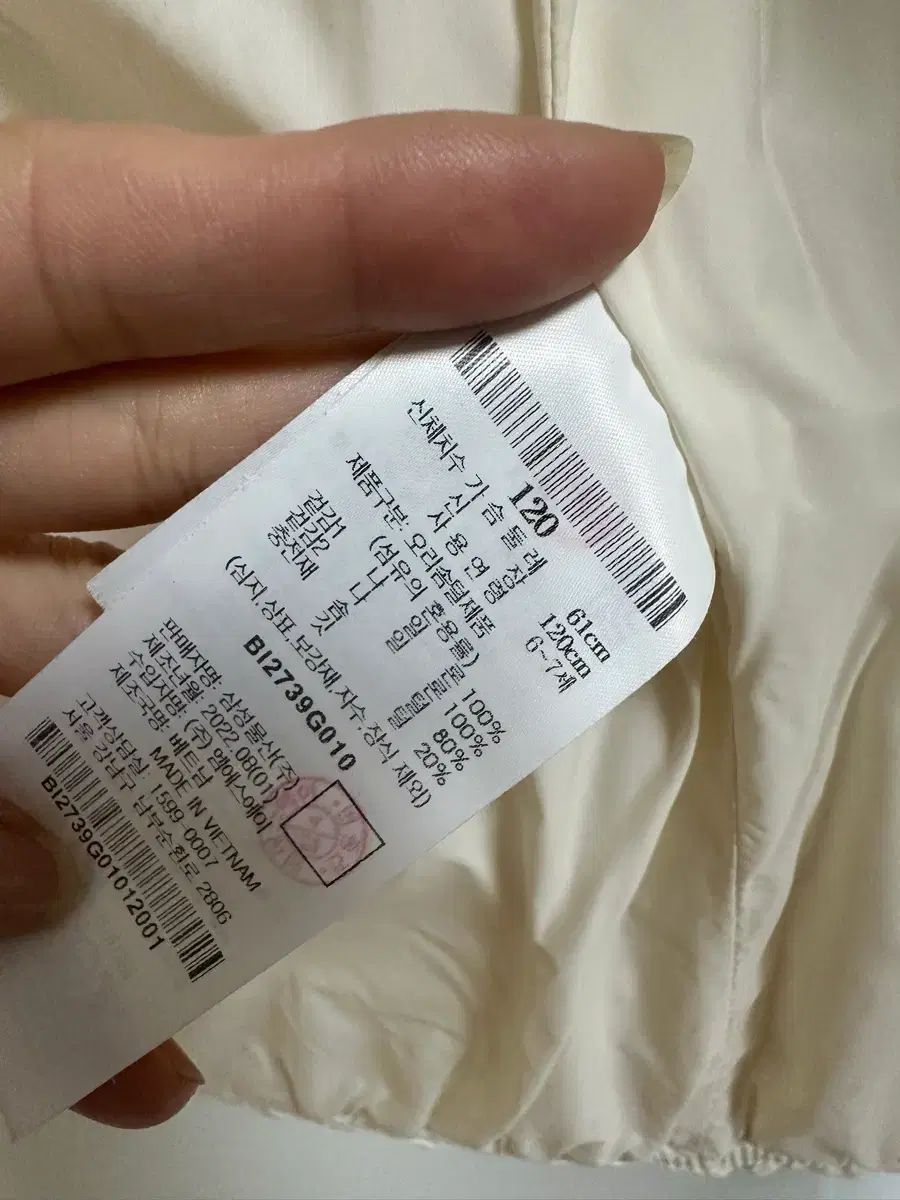 120
신체치수 가 슴 둘 레 61cm
신 장 120cm
사 용 연 령 6~7세
제품구분: 오리솜털제품
(섬유의 혼용률)
겉감1 나 일 론 100%
겉감2 나 일 론 100%
충전재 솜 털 80%
깃 털 20%
(심지,상표,보강재,자수,장식 제외)
BI2739G010
판매자명: 삼성물산(주)
제조년월: 2022.08(01)
수입자명: (주) 엠에스에이
제조국명: 베트남
MADE IN VIETNAM
고객상담실: 1599-0007
서울 강남구 남부순환로 2806
BI2739G01012001